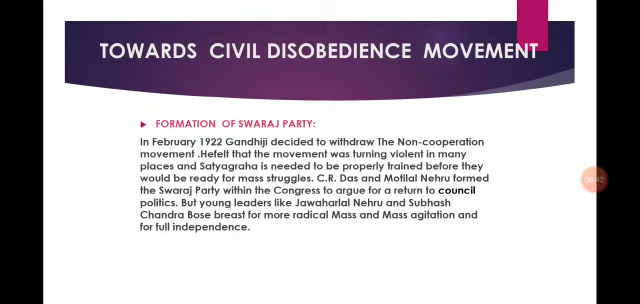 TOWARDS CIVIL DISOBEDIENCE MOVEMENT
FORMATION OF SWARAJ PARTY:
In February 1922 Gandhiji decided to withdraw The Non-cooperation
movement .Hefelt that the movement was turning violent in many
places and Satyagraha is needed to be properly trained before they
would be ready for mass struggles. C.R. Das and Motilal Nehru formed
the Swaraj Party within the Congress to argue for a return to council
politics. But young leaders like Jawaharlal Nehru and Subhash
Chandra Bose breast for more radical Mass and Mass agitation and
for full independence.
08:42